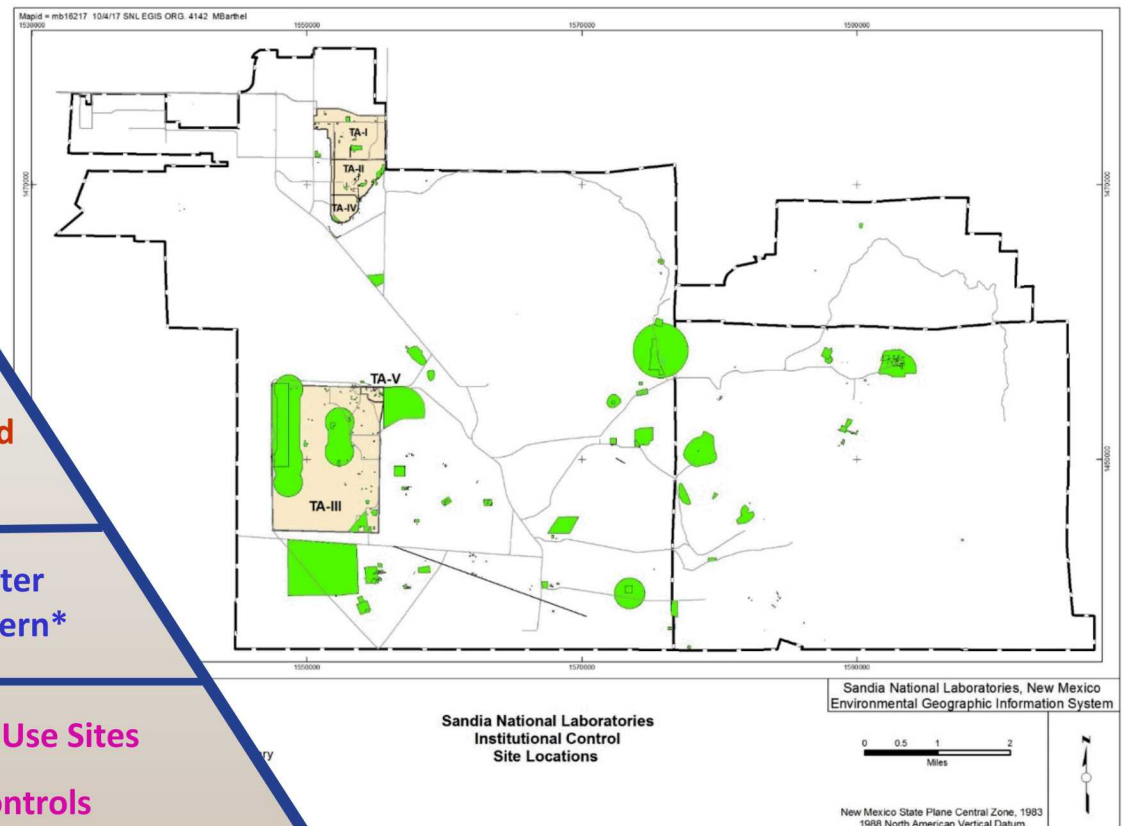 Mapid = mb16217 10/4/17 SNL EGIS ORG. 4142 MBarthel
1530000 1550000 1570000 1590000
TA-I
TA-II
TA-IV
1470000 1470000
TA-V
TA-III
1450000
1550000 1570000 1590000
d
ter
ern*
Use Sites
ontrols
ry
Sandia National Laboratories
Institutional Control
Site Locations
Sandia National Laboratories, New Mexico
Environmental Geographic Information System
0 0.5 1 2
Miles
N
New Mexico State Plane Central Zone, 1983
1988 North American Vertical Datum